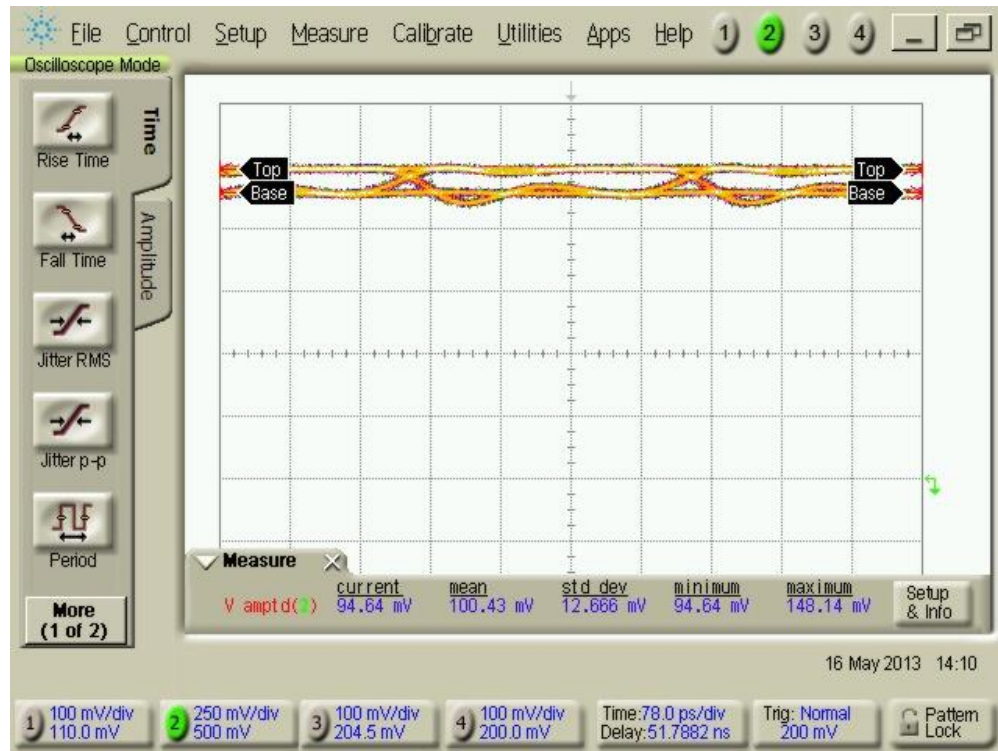 File Control Setup Measure Calibrate Utilities Apps Help 1 2 3 4
Oscilloscope Mode
Time
Amplitude
Rise Time
Fall Time
Jitter RMS
Jitter p-p
Period
More
(1 of 2)
Top
Base
Top
Base
Measure
current mean std dev minimum maximum
V amptd(2) 94.64 mV 100.43 mV 12.666 mV 94.64 mV 148.14 mV
Setup
& Info
16 May 2013 14:10
1 100 mV/div
110.0 mV
2 250 mV/div
500 mV
3 100 mV/div
204.5 mV
4 100 mV/div
200.0 mV
Time:78.0 ps/div
Delay:51.7882 ns
Trig: Normal
200 mV
Pattern
Lock